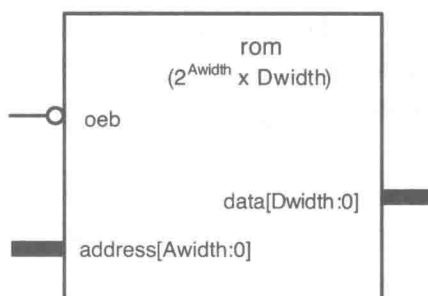 rom
(2^Awidth x Dwidth)
oeb
data[Dwidth:0]
address[Awidth:0]